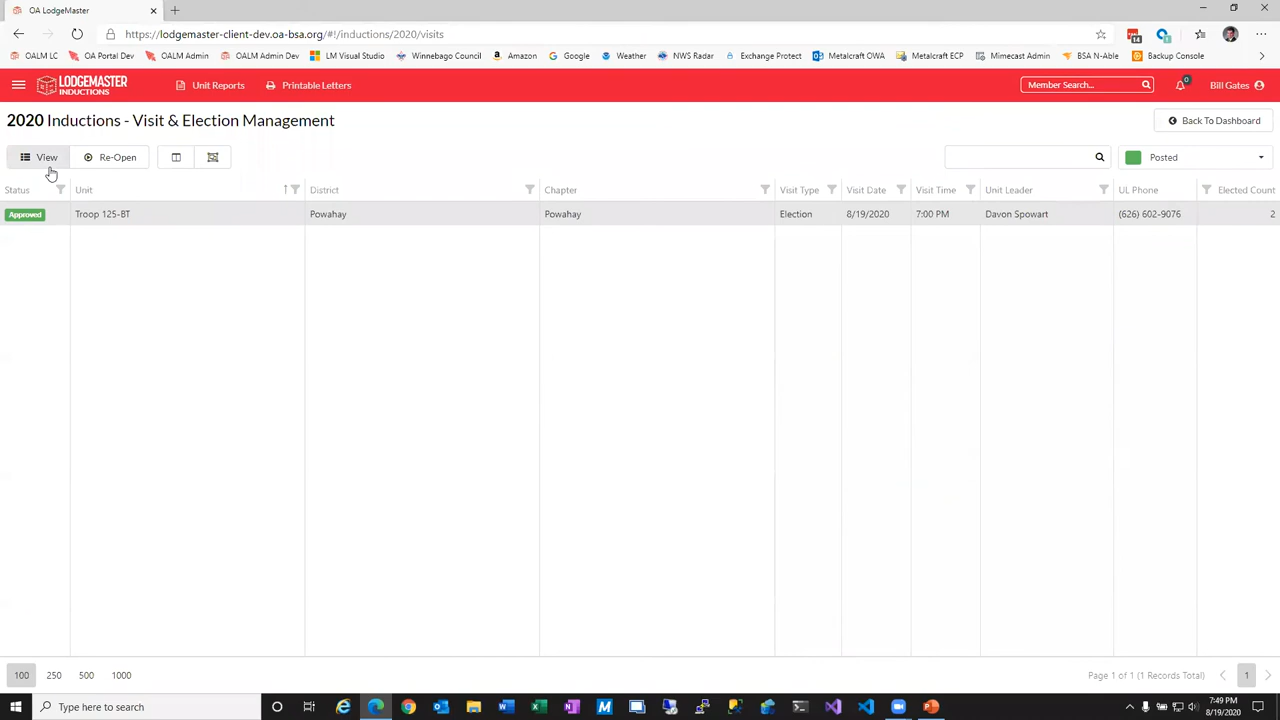 OA LodgeMaster
https://lodgemaster-client-dev.oa-bsa.org/#!/inductions/2020/visits
OALM LC OA Portal Dev OALM Admin OALM Admin Dev LM Visual Studio Winnebago Council Amazon Google Weather NWS Radar Exchange Protect Metalcraft OWA Metalcraft ECP Mimecast Admin BSA N-Able Backup Console
LODGEMASTER
INDUCTIONS
Unit Reports Printable Letters Member Search... 0 Bill Gates
2020 Inductions - Visit & Election Management Back To Dashboard
View Re-Open Posted
Status Unit District Chapter Visit Type Visit Date Visit Time Unit Leader UL Phone Elected Count
Approved Troop 125-BT Powahay Powahay Election 8/19/2020 7:00 PM Davon Spowart (626) 602-9076 2
100 250 500 1000 Page 1 of 1 (1 Records Total) 1
Type here to search 7:49 PM
8/19/2020